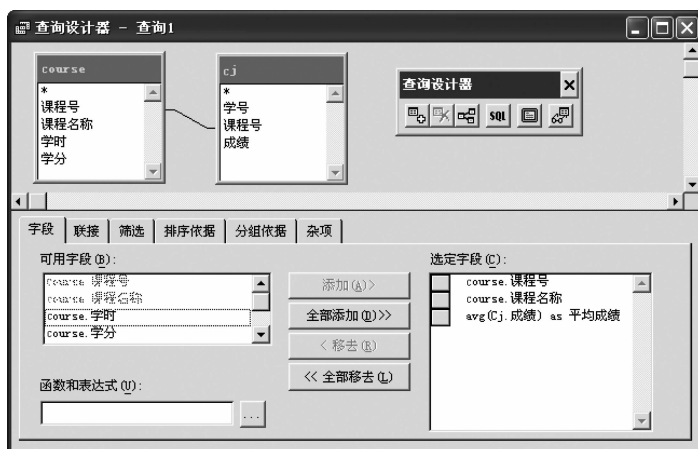 查询设计器 - 查询1
course
*
课程号
课程名称
学时
学分
cj
*
学号
课程号
成绩
查询设计器
SQL
字段 联接 筛选 排序依据 分组依据 杂项
可用字段(B):
course.课程号
course.课程名称
course.学时
course.学分
添加(A)>
全部添加(D)>>
<移去(R)
<< 全部移去(L)
选定字段(C):
course.课程号
course.课程名称
avg(Cj.成绩) as 平均成绩
函数和表达式(U):
...